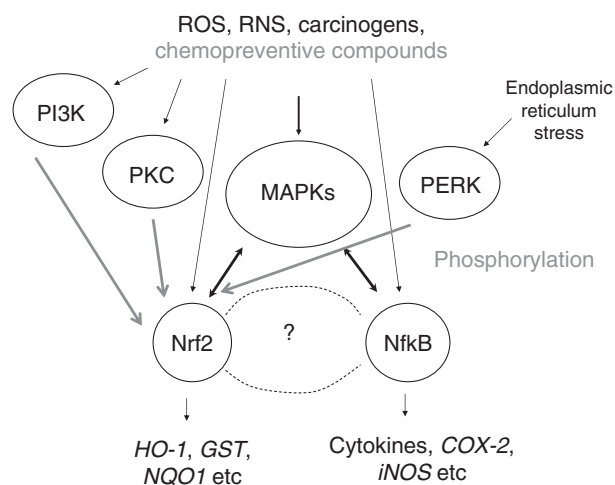 ROS, RNS, carcinogens,
chemopreventive compounds
Endoplasmic
reticulum
stress
PI3K
PKC
MAPKs
PERK
Phosphorylation
Nrf2
?
NfkB
HO-1, GST,
NQO1 etc
Cytokines, COX-2,
iNOS etc